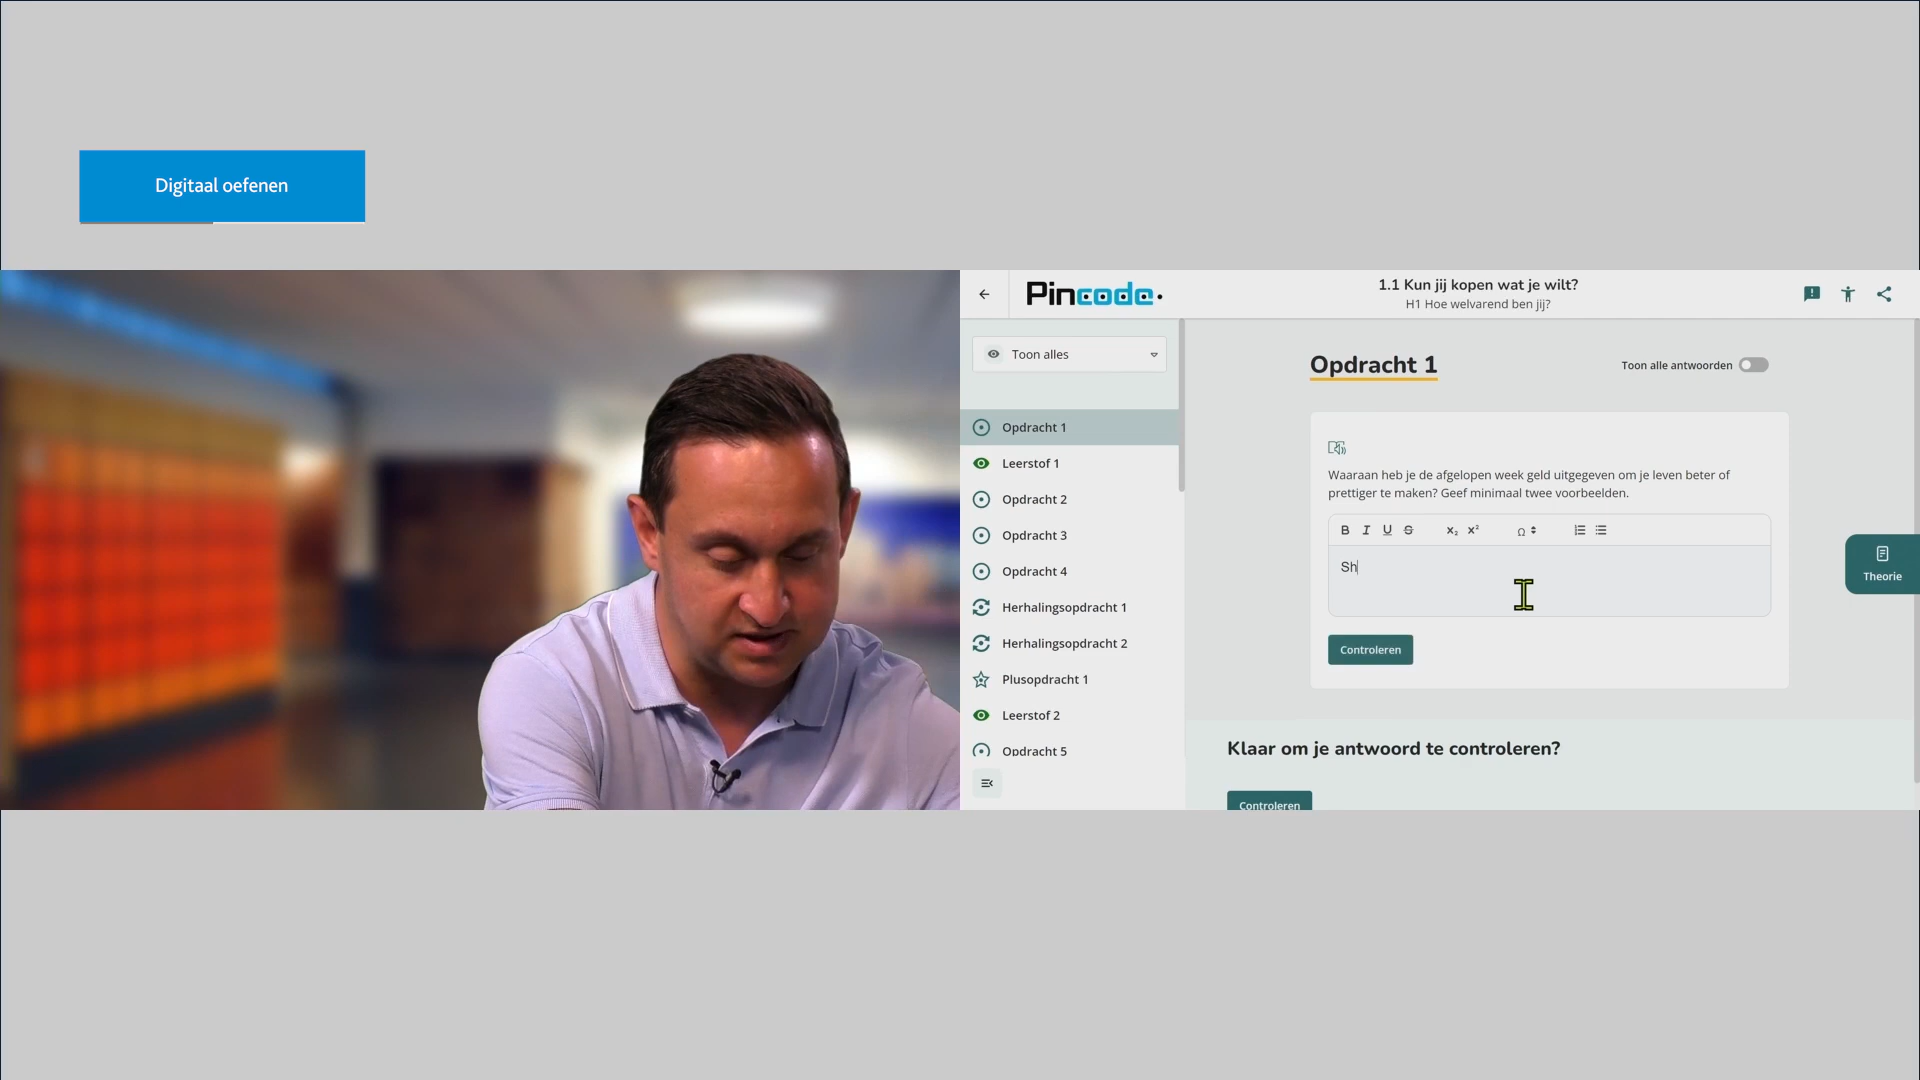 Digitaal oefenen
Pincode.
1.1 Kun jij kopen wat je wilt?
H1 Hoe welvarend ben jij?
Toon alles
Opdracht 1
Leerstof 1
Opdracht 2
Opdracht 3
Opdracht 4
Herhalingsopdracht 1
Herhalingsopdracht 2
Plusopdracht 1
Leerstof 2
Opdracht 5
Opdracht 1
Toon alle antwoorden
Waaraan heb je de afgelopen week geld uitgegeven om je leven beter of
prettiger te maken? Geef minimaal twee voorbeelden.
B I U S x₂ x² Ω
Sh
Controleren
Theorie
Klaar om je antwoord te controleren?
Controleren